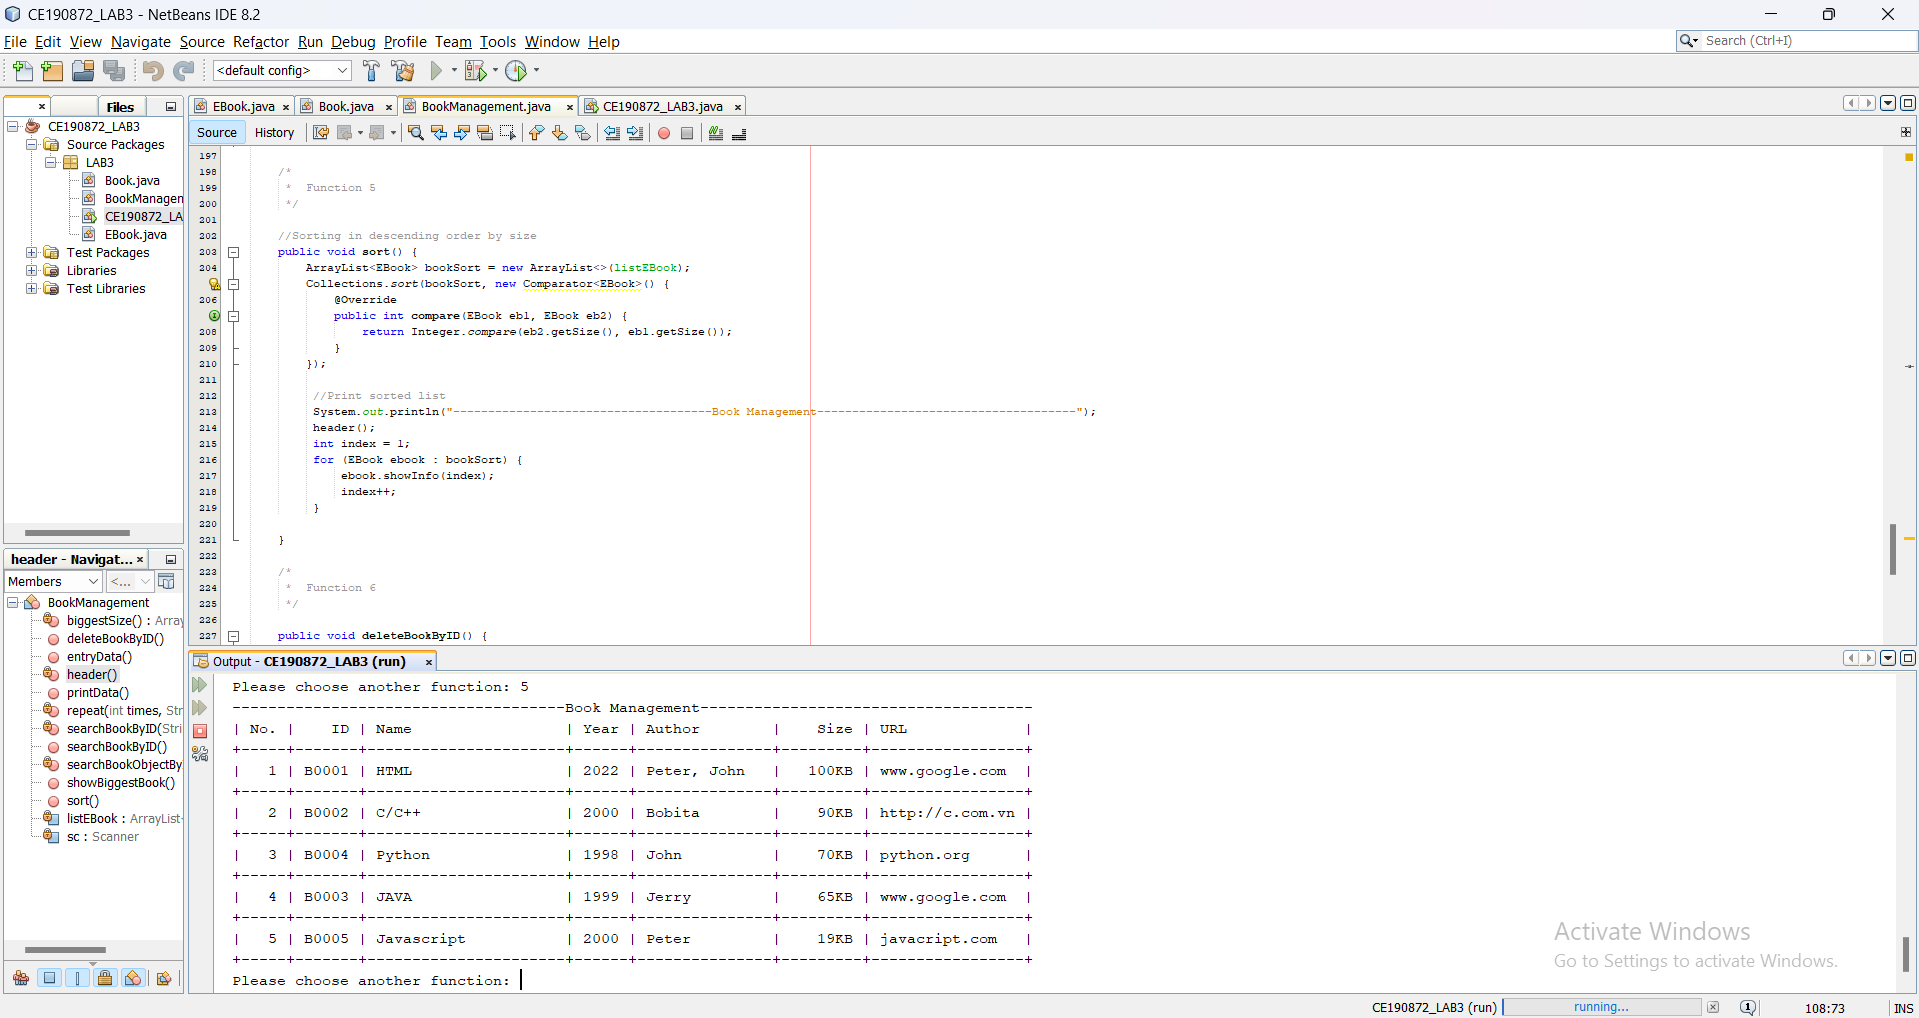 CE190872_LAB3 - NetBeans IDE 8.2
File Edit View Navigate Source Refactor Run Debug Profile Team Tools Window Help
Search (Ctrl+I)
<default config>
Files
EBook.java
Book.java
BookManagement.java
CE190872_LAB3.java
Source History
CE190872_LAB3
Source Packages
LAB3
Book.java
BookManagen
CE190872_LA
EBook.java
Test Packages
Libraries
Test Libraries
197
198 /*
199 * Function 5
200 */
201
202 //Sorting in descending order by size
203 public void sort() {
204 ArrayList<EBook> bookSort = new ArrayList<>(listEBook);
Collections.sort(bookSort, new Comparator<EBook>() {
206 @Override
public int compare(EBook eb1, EBook eb2) {
208 return Integer.compare(eb2.getSize(), eb1.getSize());
209 }
210 });
211
212 //Print sorted list
213 System.out.println("-------------------------------------Book Management-------------------------------------");
214 header();
215 int index = 1;
216 for (EBook ebook : bookSort) {
217 ebook.showInfo(index);
218 index++;
219 }
220
221 }
222
223 /*
224 * Function 6
225 */
226
227 public void deleteBookByID() {
header - Navigat...
Members
<...
BookManagement
biggestSize() : Array
deleteBookByID()
entryData()
header()
printData()
repeat(int times, Str
searchBookByID(Stri
searchBookByID()
searchBookObjectBy
showBiggestBook()
sort()
listEBook : ArrayList
sc : Scanner
Output - CE190872_LAB3 (run)
Please choose another function: 5
-------------------------------------Book Management-------------------------------------
| No. | ID | Name | Year | Author | Size | URL |
+-----+-------+----------------------+------+---------------+---------+-----------------+
| 1 | B0001 | HTML | 2022 | Peter, John | 100KB | www.google.com |
+-----+-------+----------------------+------+---------------+---------+-----------------+
| 2 | B0002 | C/C++ | 2000 | Bobita | 90KB | http://c.com.vn |
+-----+-------+----------------------+------+---------------+---------+-----------------+
| 3 | B0004 | Python | 1998 | John | 70KB | python.org |
+-----+-------+----------------------+------+---------------+---------+-----------------+
| 4 | B0003 | JAVA | 1999 | Jerry | 65KB | www.google.com |
+-----+-------+----------------------+------+---------------+---------+-----------------+
| 5 | B0005 | Javascript | 2000 | Peter | 19KB | javacript.com |
+-----+-------+----------------------+------+---------------+---------+-----------------+
Please choose another function:
Activate Windows
Go to Settings to activate Windows.
CE190872_LAB3 (run)
running...
1
108:73
INS